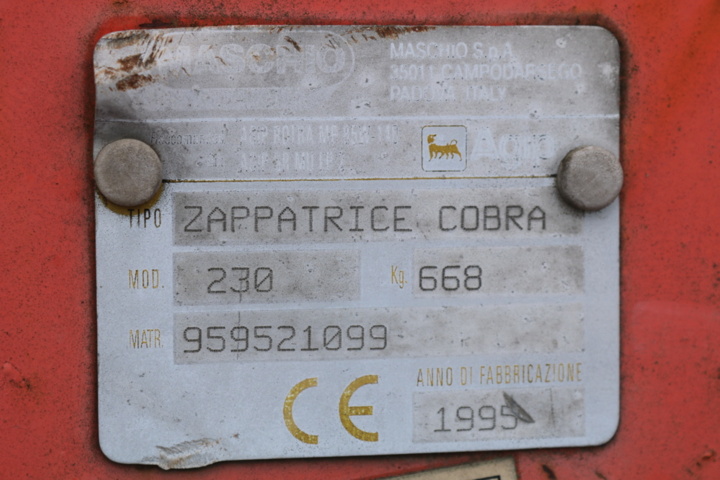 MASCHIO
MASCHIO S.p.A.
35011 CAMPODARSEGO
PADOVA ITALY
Agip
TIPO ZAPPATRICE COBRA
MOD. 230 Kg. 668
MATR. 959521099
CE ANNO DI FABBRICAZIONE
1995